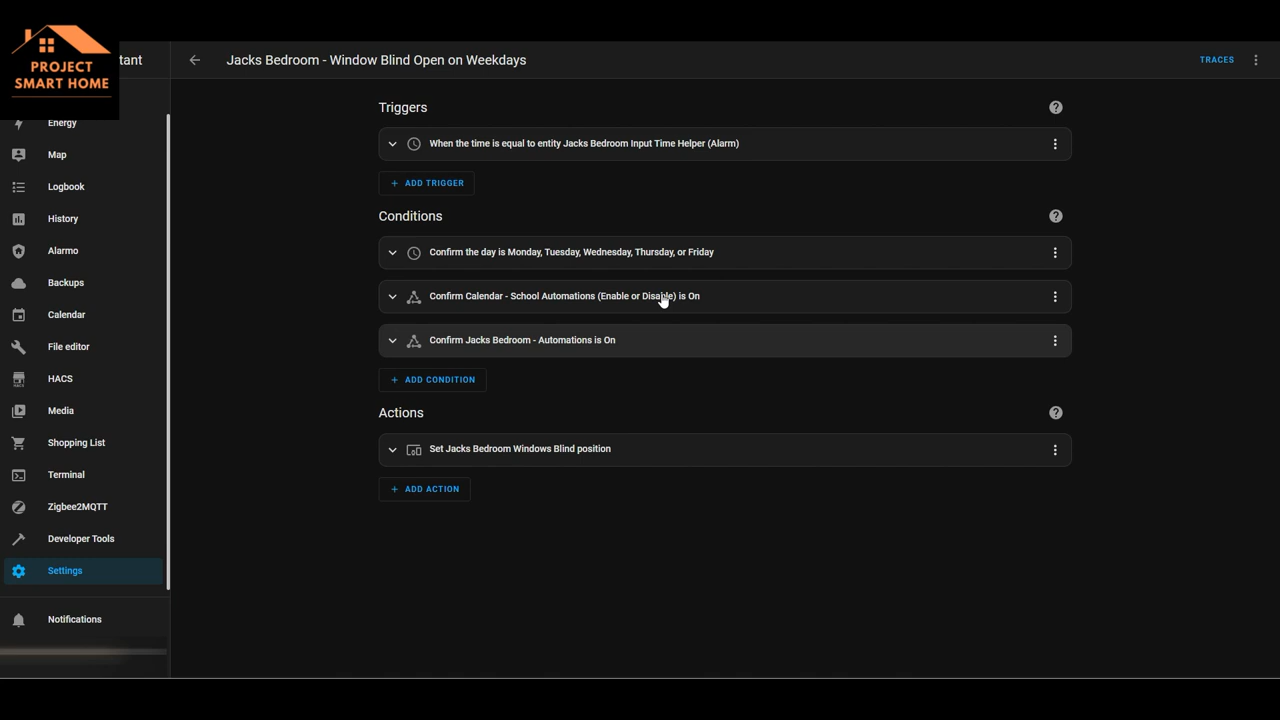 PROJECT
SMART HOME
tant
Jacks Bedroom - Window Blind Open on Weekdays
TRACES
Energy
Map
Logbook
History
Alarmo
Backups
Calendar
File editor
HACS
Media
Shopping List
Terminal
Zigbee2MQTT
Developer Tools
Settings
Notifications
Triggers
When the time is equal to entity Jacks Bedroom Input Time Helper (Alarm)
+ ADD TRIGGER
Conditions
Confirm the day is Monday, Tuesday, Wednesday, Thursday, or Friday
Confirm Calendar - School Automations (Enable or Disable) is On
Confirm Jacks Bedroom - Automations is On
+ ADD CONDITION
Actions
Set Jacks Bedroom Windows Blind position
+ ADD ACTION